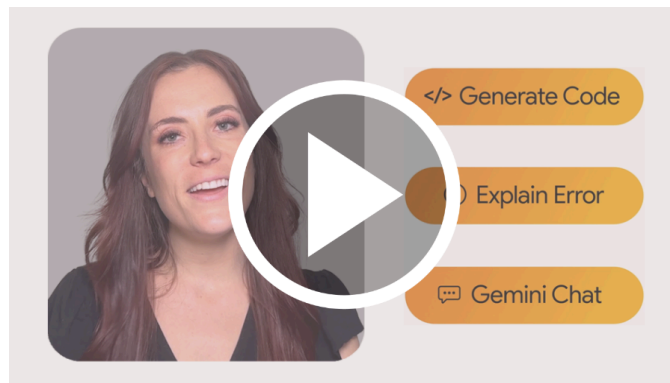 </> Generate Code
Explain Error
Gemini Chat